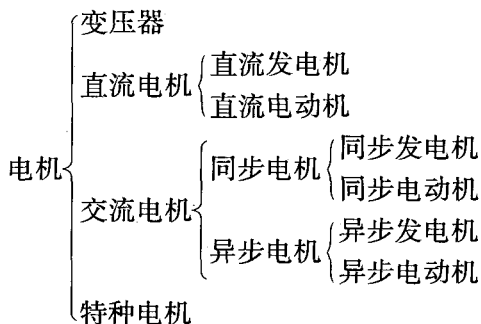 变压器
直流电机
直流发电机
直流电动机
电机
交流电机
同步电机
同步发电机
同步电动机
异步电机
异步发电机
异步电动机
特种电机